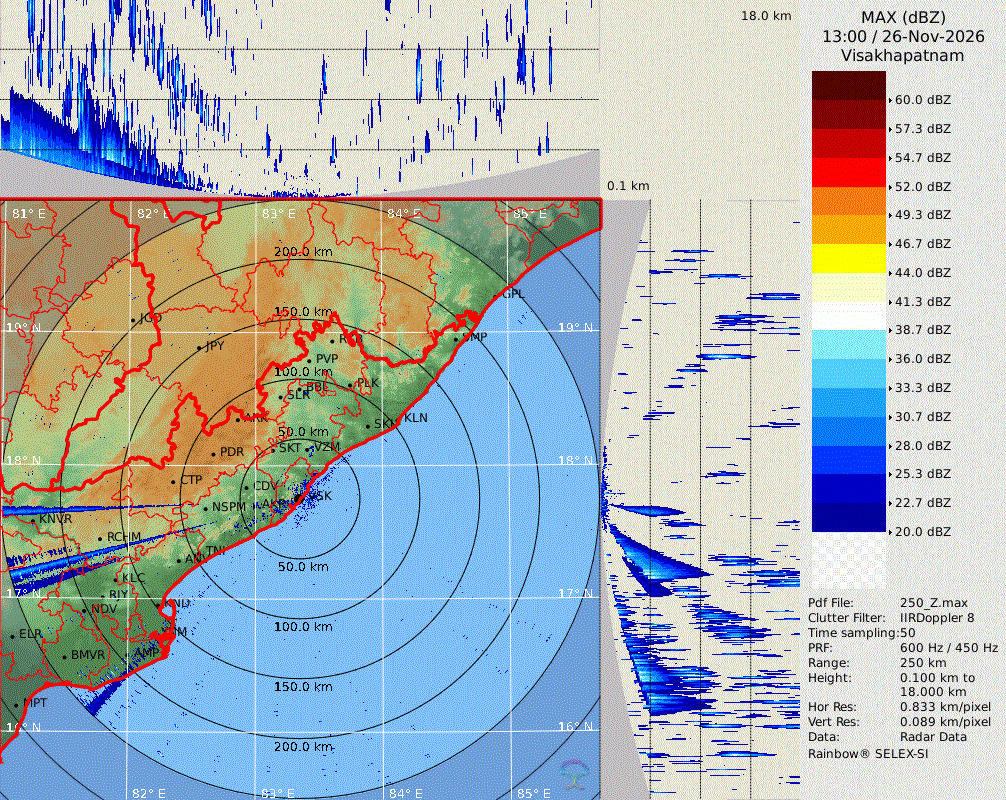 18.0 km
MAX (dBZ)
13:00 / 26-Nov-2026
Visakhapatnam
60.0 dBZ
57.3 dBZ
54.7 dBZ
52.0 dBZ
49.3 dBZ
46.7 dBZ
44.0 dBZ
41.3 dBZ
38.7 dBZ
36.0 dBZ
33.3 dBZ
30.7 dBZ
28.0 dBZ
25.3 dBZ
22.7 dBZ
20.0 dBZ
0.1 km
81° E 82° E 83° E 84° E 85° E
200.0 km
GPL
150.0 km
JGD
19° N 19° N
JPY
PVP
100.0 km
BBL PLK
SLR
KLN
50.0 km
SKT VZM
PDR
18° N 18° N
CTP
CDV
NSPM
KNVR
RCHM
TNI
50.0 km
KLC
RJY
17° N 17° N
NDV
KND
100.0 km
ELR
BMVR
AMP
150.0 km
MPT
16° N 16° N
200.0 km
82° E 83° E 84° E 85° E
Pdf File: 250_Z.max
Clutter Filter: IIRDoppler 8
Time sampling:50
PRF: 600 Hz / 450 Hz
Range: 250 km
Height: 0.100 km to
18.000 km
Hor Res: 0.833 km/pixel
Vert Res: 0.089 km/pixel
Data: Radar Data
Rainbow® SELEX-SI